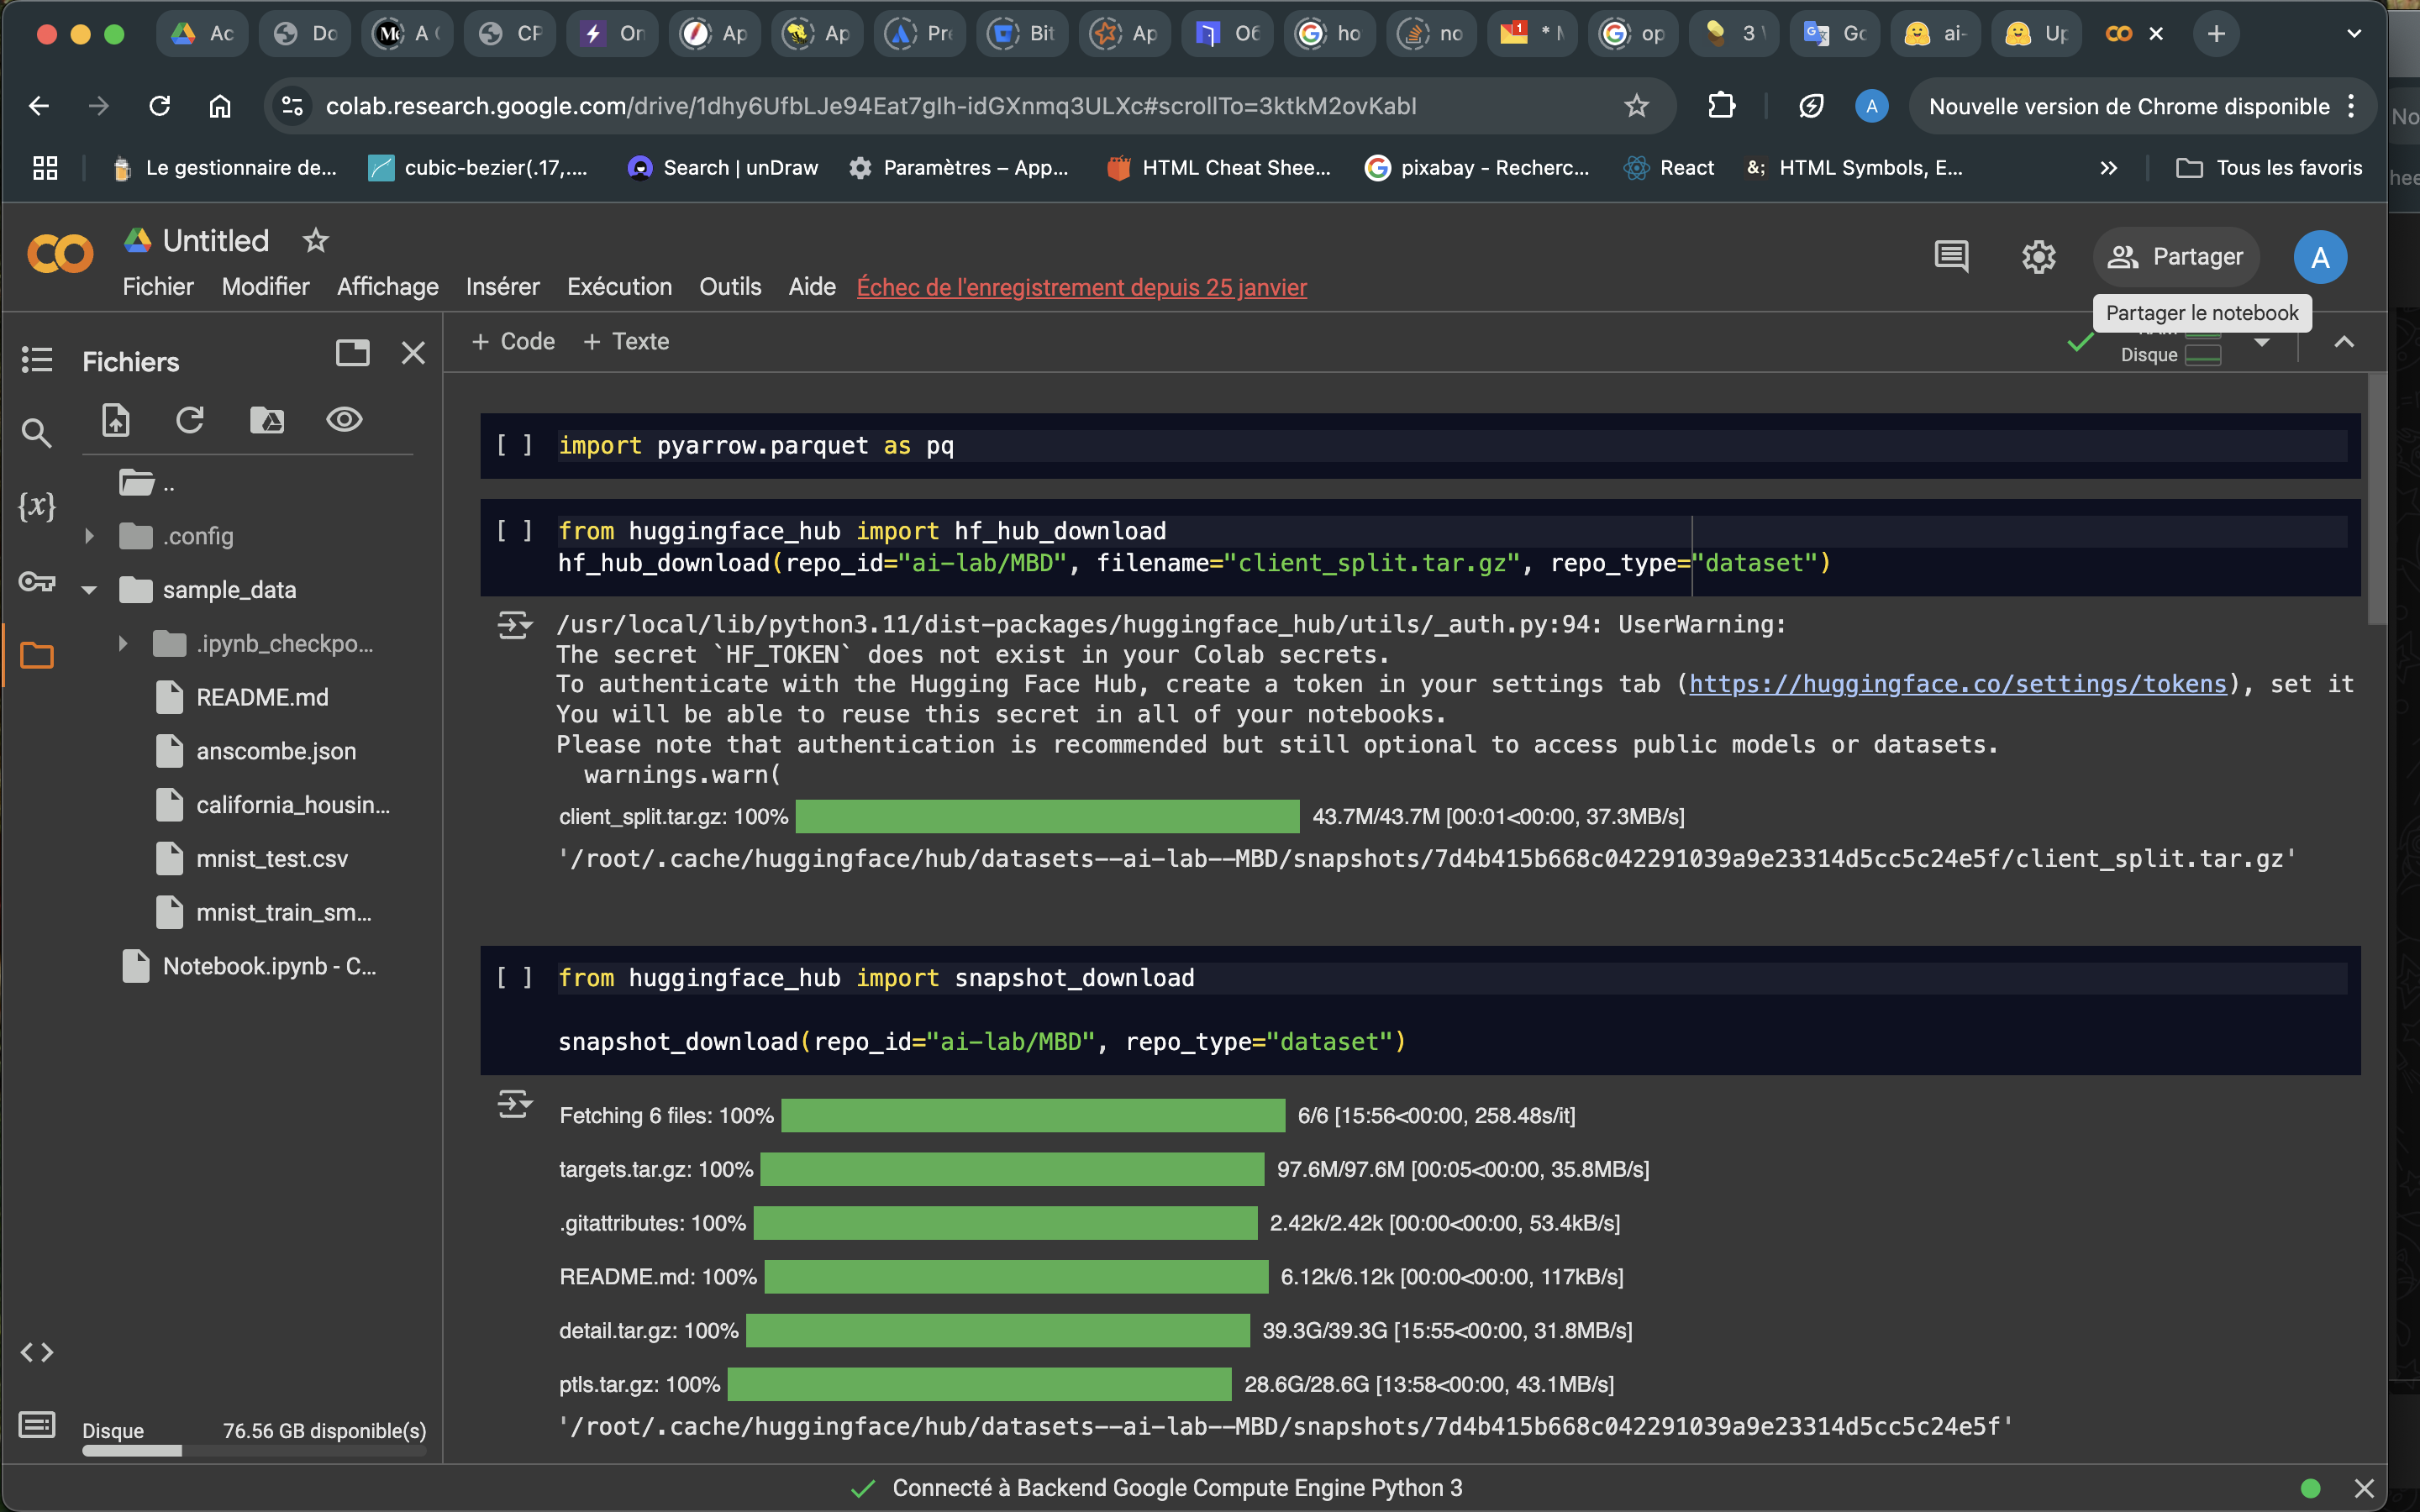 Ac
Do
A (
CF
Or
Ap
Ap
Pr
Bit
Ap
ho
no
op
3
Gc
ai-
Up
colab.research.google.com/drive/1dhy6UfbLJe94Eat7gIh-idGXnmq3ULXc#scrollTo=3ktkM2ovKabI
A
Nouvelle version de Chrome disponible
Le gestionnaire de...
cubic-bezier(.17,....
Search | unDraw
Paramètres – App...
HTML Cheat Shee...
pixabay - Recherc...
React
&; HTML Symbols, E...
»
Tous les favoris
Untitled
Fichier Modifier Affichage Insérer Exécution Outils Aide Échec de l'enregistrement depuis 25 janvier
Partager
A
Partager le notebook
+ Code + Texte
Disque
Fichiers
..
.config
sample_data
.ipynb_checkpo...
README.md
anscombe.json
california_housin...
mnist_test.csv
mnist_train_sm...
Notebook.ipynb - C...
Disque 76.56 GB disponible(s)
[ ] import pyarrow.parquet as pq
[ ] from huggingface_hub import hf_hub_download
hf_hub_download(repo_id="ai-lab/MBD", filename="client_split.tar.gz", repo_type="dataset")
/usr/local/lib/python3.11/dist-packages/huggingface_hub/utils/_auth.py:94: UserWarning:
The secret `HF_TOKEN` does not exist in your Colab secrets.
To authenticate with the Hugging Face Hub, create a token in your settings tab (https://huggingface.co/settings/tokens), set it
You will be able to reuse this secret in all of your notebooks.
Please note that authentication is recommended but still optional to access public models or datasets.
warnings.warn(
client_split.tar.gz: 100% 43.7M/43.7M [00:01<00:00, 37.3MB/s]
'/root/.cache/huggingface/hub/datasets--ai-lab--MBD/snapshots/7d4b415b668c042291039a9e23314d5cc5c24e5f/client_split.tar.gz'
[ ] from huggingface_hub import snapshot_download
snapshot_download(repo_id="ai-lab/MBD", repo_type="dataset")
Fetching 6 files: 100% 6/6 [15:56<00:00, 258.48s/it]
targets.tar.gz: 100% 97.6M/97.6M [00:05<00:00, 35.8MB/s]
.gitattributes: 100% 2.42k/2.42k [00:00<00:00, 53.4kB/s]
README.md: 100% 6.12k/6.12k [00:00<00:00, 117kB/s]
detail.tar.gz: 100% 39.3G/39.3G [15:55<00:00, 31.8MB/s]
ptls.tar.gz: 100% 28.6G/28.6G [13:58<00:00, 43.1MB/s]
'/root/.cache/huggingface/hub/datasets--ai-lab--MBD/snapshots/7d4b415b668c042291039a9e23314d5cc5c24e5f'
Connecté à Backend Google Compute Engine Python 3